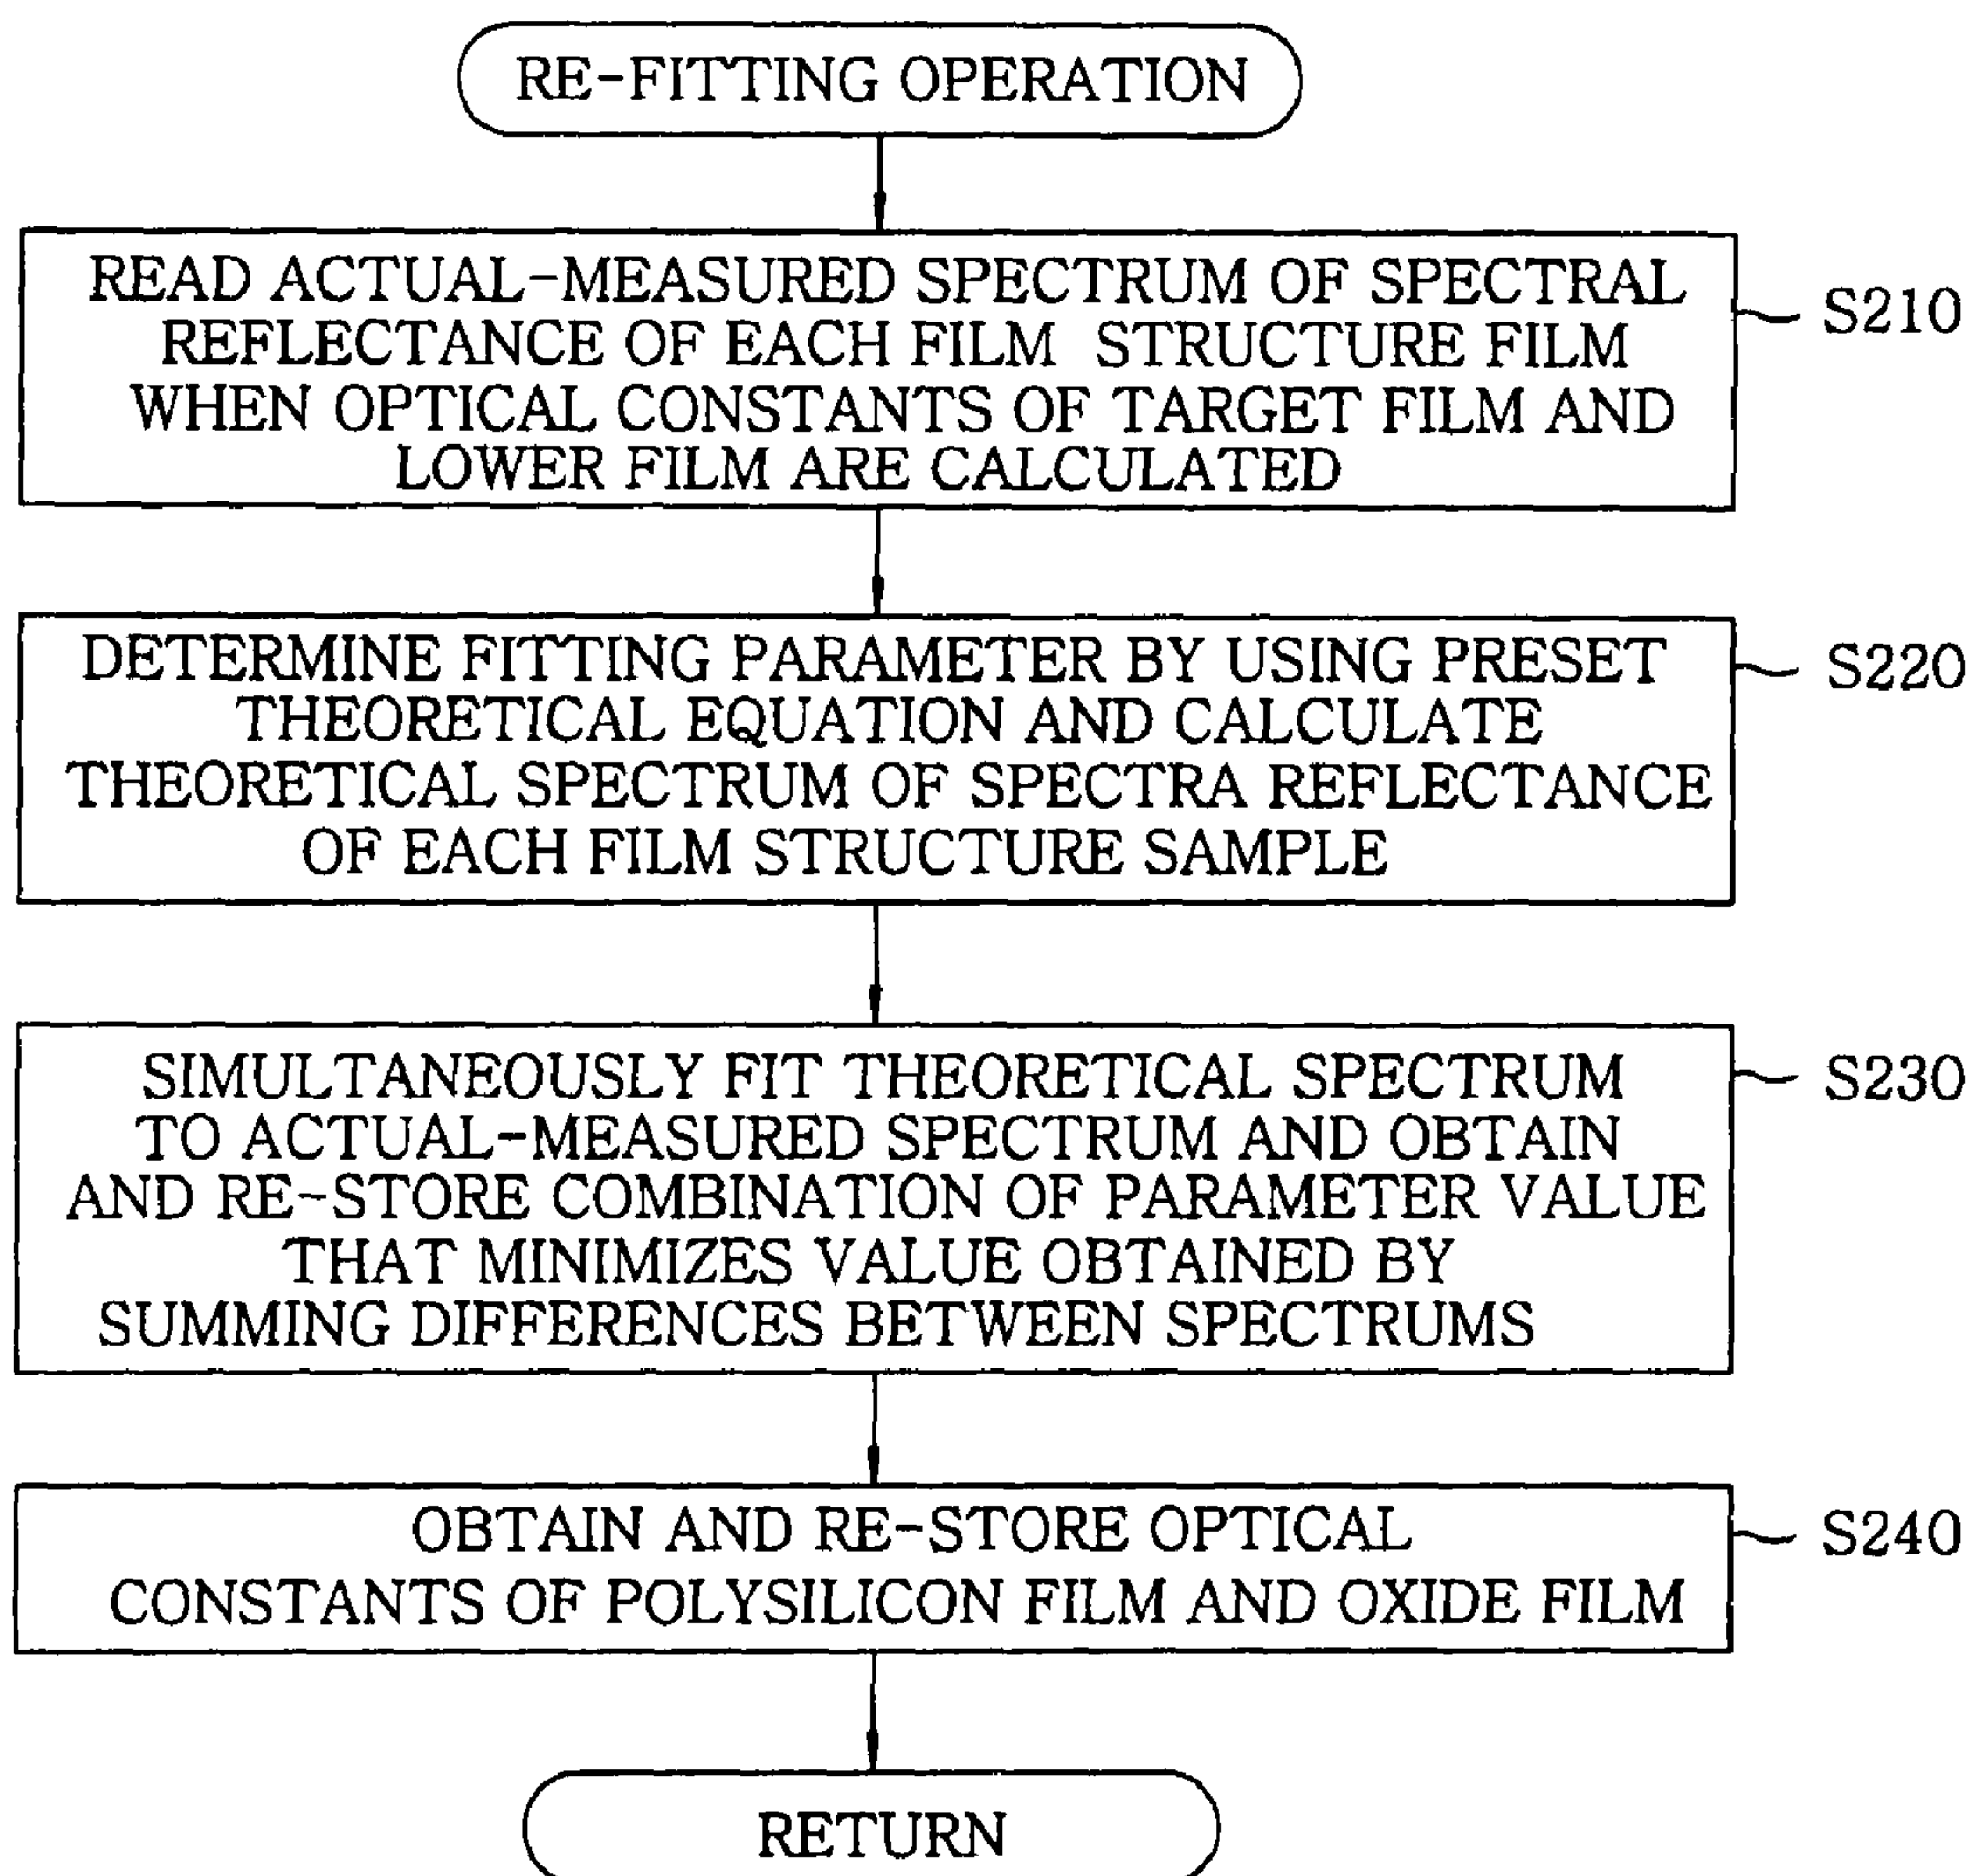 RE-FITTING OPERATION
READ ACTUAL-MEASURED SPECTRUM OF SPECTRAL
REFLECTANCE OF EACH FILM STRUCTURE FILM
WHEN OPTICAL CONSTANTS OF TARGET FILM AND
LOWER FILM ARE CALCULATED
S210
DETERMINE FITTING PARAMETER BY USING PRESET
THEORETICAL EQUATION AND CALCULATE
THEORETICAL SPECTRUM OF SPECTRA REFLECTANCE
OF EACH FILM STRUCTURE SAMPLE
S220
SIMULTANEOUSLY FIT THEORETICAL SPECTRUM
TO ACTUAL-MEASURED SPECTRUM AND OBTAIN
AND RE-STORE COMBINATION OF PARAMETER VALUE
THAT MINIMIZES VALUE OBTAINED BY
SUMMING DIFFERENCES BETWEEN SPECTRUMS
S230
OBTAIN AND RE-STORE OPTICAL
CONSTANTS OF POLYSILICON FILM AND OXIDE FILM
S240
RETURN